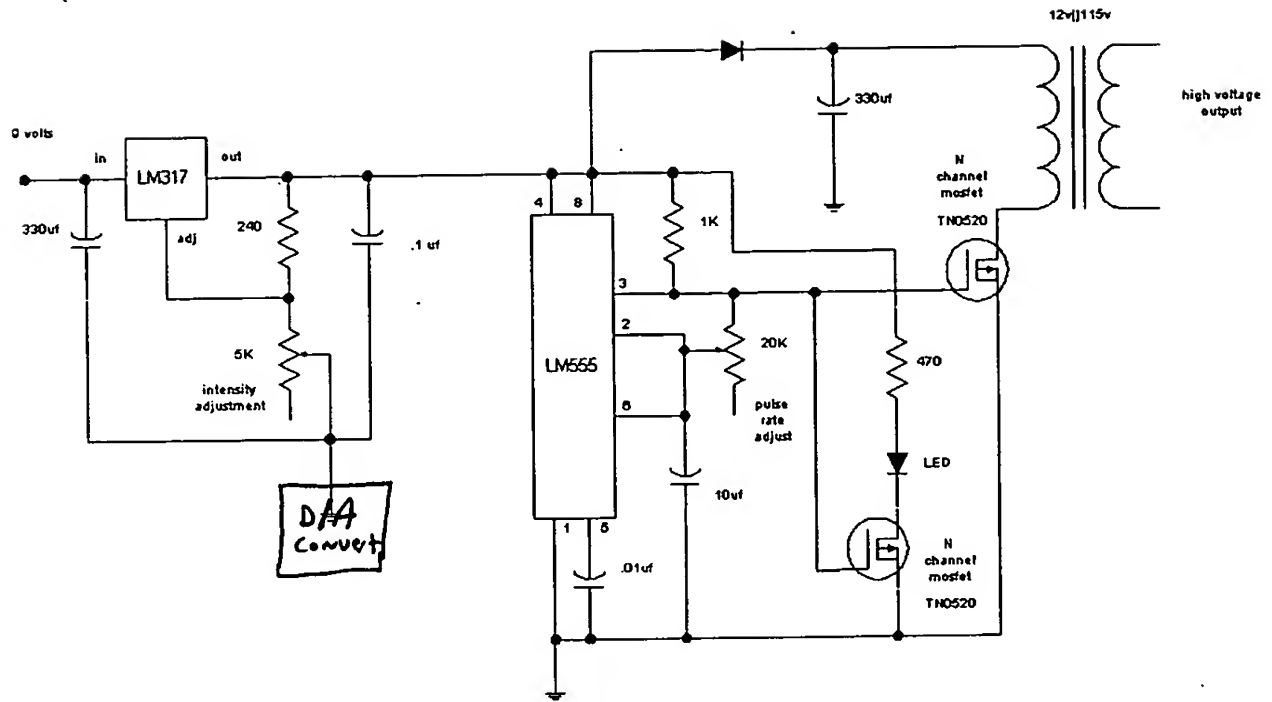 12v||115v
330uf
high voltage
output
9 volts
in
LM317
out
N
channel
mosfet
TN0520
330uf
240
adj
.1 uf
4
8
1K
3
2
20K
5K
LM555
470
intensity
adjustment
6
pulse
rate
adjust
LED
10uf
D/A
Convert
1
5
.01uf
N
channel
mosfet
TN0520